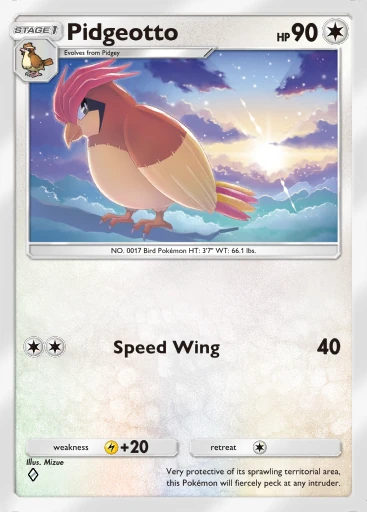 STAGE 1
Pidgeotto
HP 90
Evolves from Pidgey
NO. 0017 Bird Pokémon HT: 3'7" WT: 66.1 lbs.
Speed Wing 40
weakness +20 retreat
Illus. Mizue
Very protective of its sprawling territorial area,
this Pokémon will fiercely peck at any intruder.